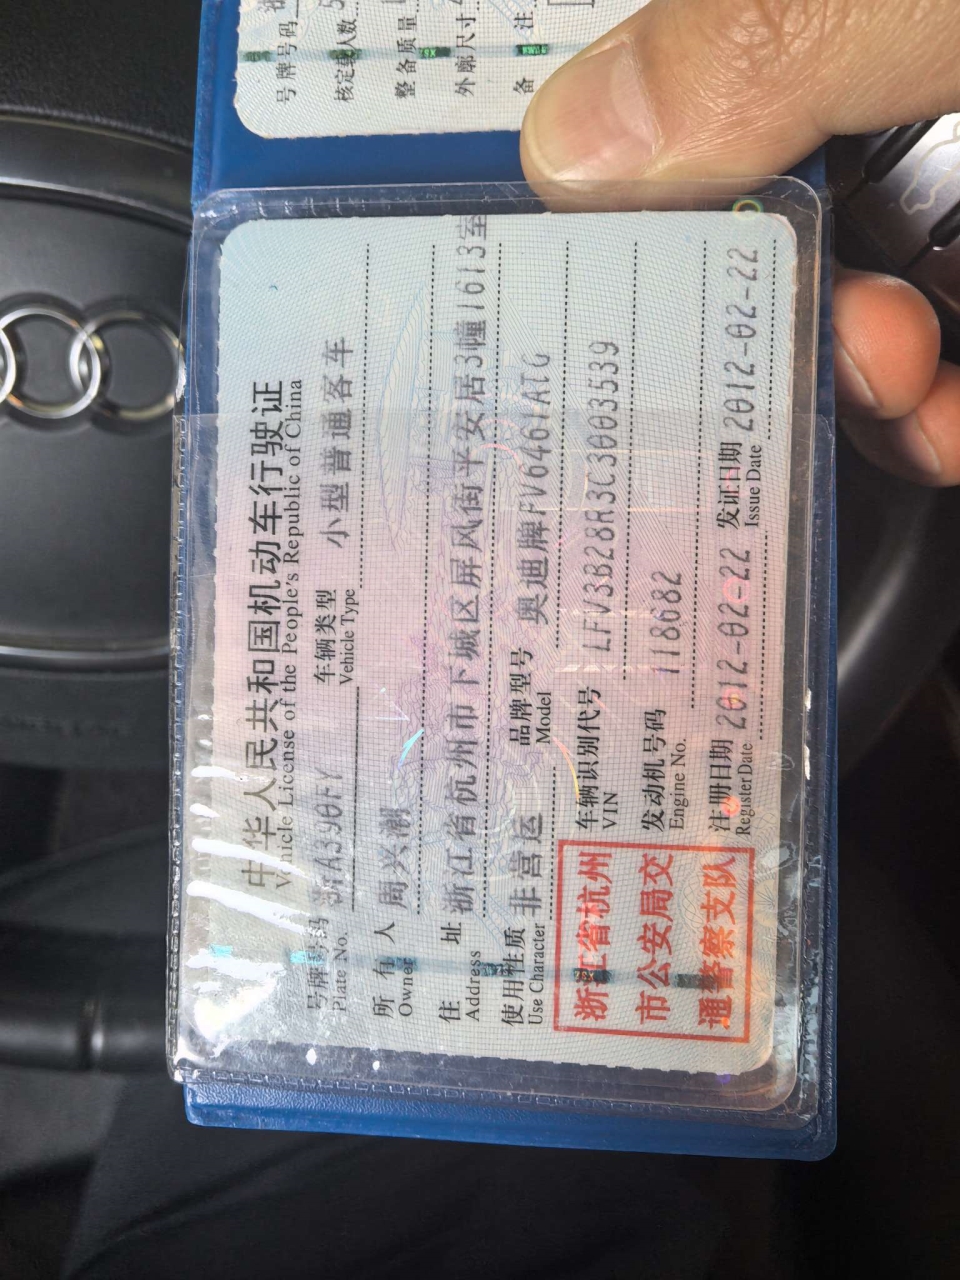 中华人民共和国机动车行驶证
Vehicle License of the People's Republic of China
号牌号码 浙A390FY 车辆类型 小型普通客车
Plate No. Vehicle Type
所有人 周兴潮
Owner
住址 浙江省杭州市下城区屏风街平安居3幢1613室
Address
使用性质 非营运 品牌型号 奥迪牌FV6461ATG
Use Character Model
浙江省杭州
市公安局交
通警察支队
车辆识别代号 LFV3B28R3C3003539
VIN
发动机号码 118682
Engine No.
注册日期 2012-02-22 发证日期 2012-02-22
Register Date Issue Date
号牌号码
核定载人数
整备质量
外廓尺寸
备注